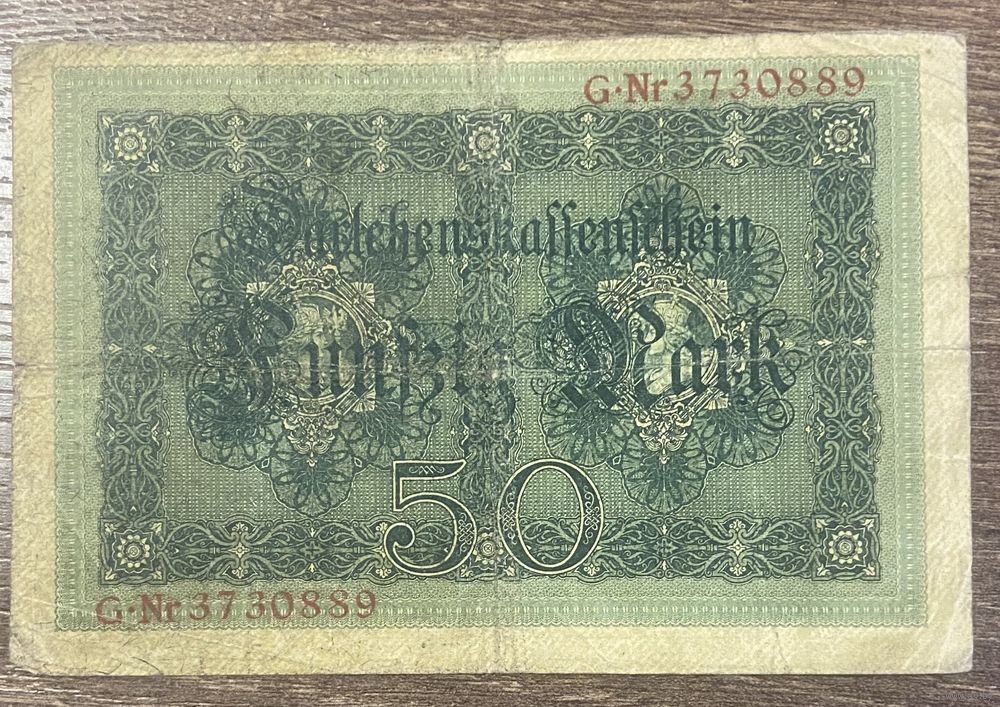 G·Nr 3730889
Darlehenskassenschein
Fünfzig Mark
50
G·Nr 3730889